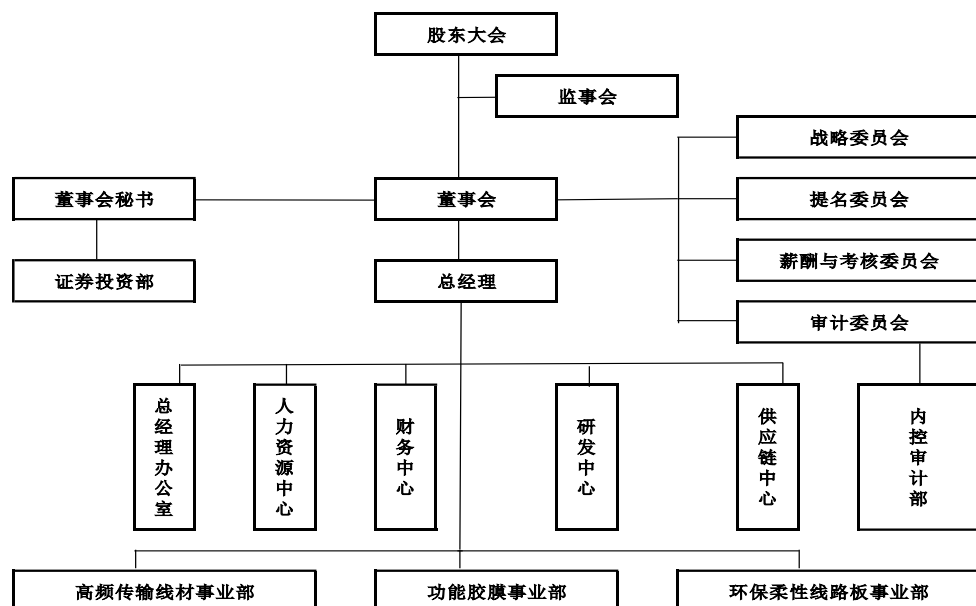 股东大会
监事会
战略委员会
董事会秘书
董事会
提名委员会
薪酬与考核委员会
证券投资部
总经理
审计委员会
总经理办公室
人力资源中心
财务中心
研发中心
供应链中心
内控审计部
高频传输线材事业部
功能胶膜事业部
环保柔性线路板事业部